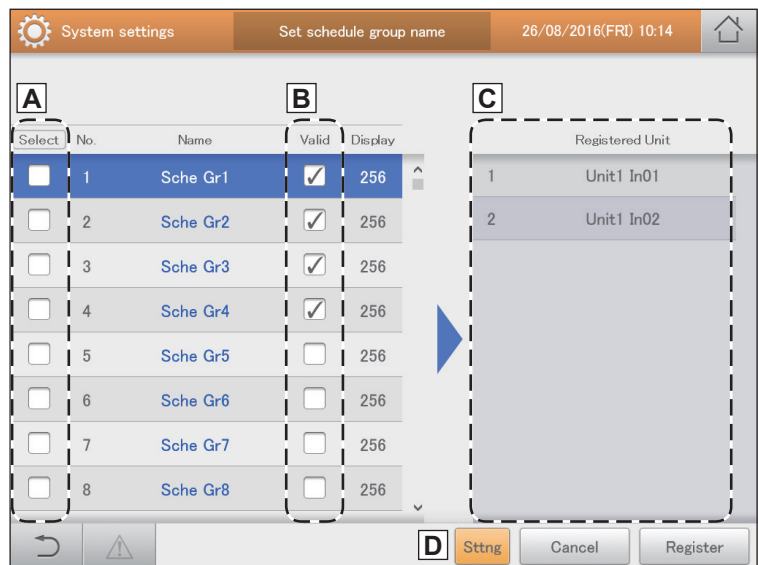 System settings Set schedule group name 26/08/2016(FRI) 10:14
A B C
Select No. Name Valid Display Registered Unit
1 Sche Gr1 256 1 Unit1 In01
2 Sche Gr2 256 2 Unit1 In02
3 Sche Gr3 256
4 Sche Gr4 256
5 Sche Gr5 256
6 Sche Gr6 256
7 Sche Gr7 256
8 Sche Gr8 256
D Sttng Cancel Register